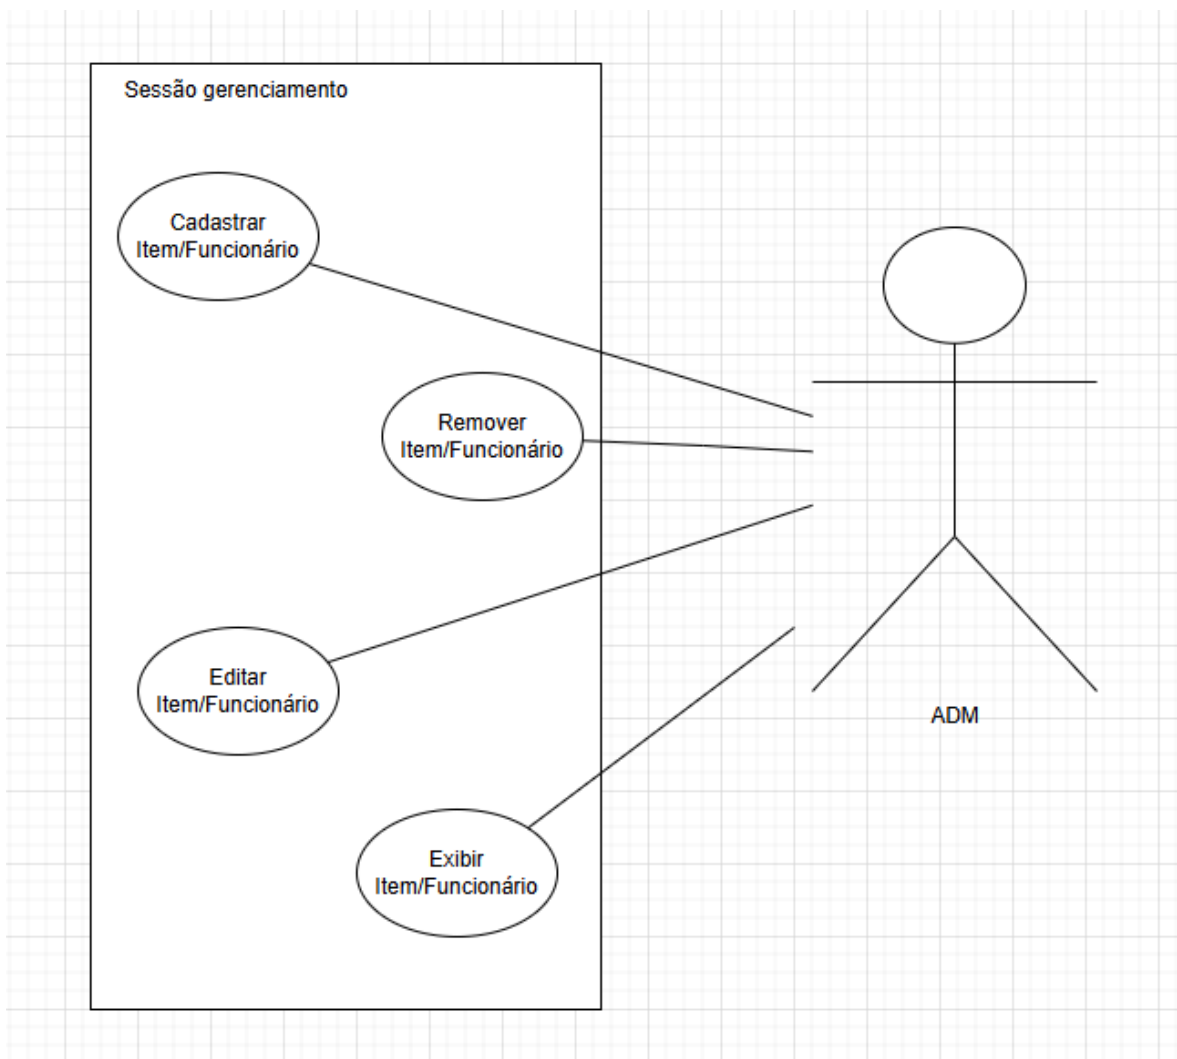 Sessão gerenciamento
Cadastrar
Item/Funcionário
Remover
Item/Funcionário
Editar
Item/Funcionário
ADM
Exibir
Item/Funcionário